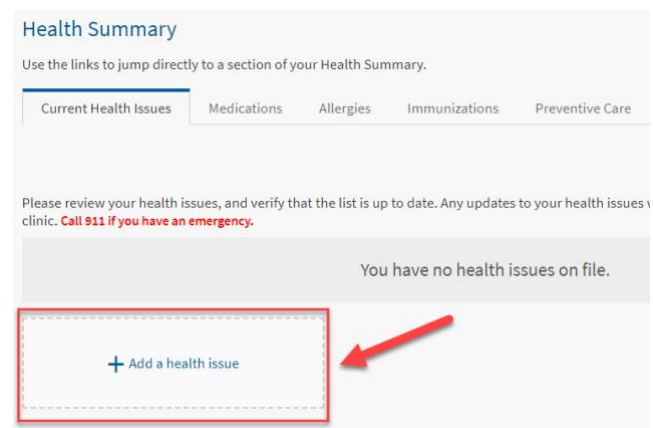 Health Summary
Use the links to jump directly to a section of your Health Summary.
Current Health Issues Medications Allergies Immunizations Preventive Care
Please review your health issues, and verify that the list is up to date. Any updates to your health issues
clinic. Call 911 if you have an emergency.
You have no health issues on file.
+ Add a health issue